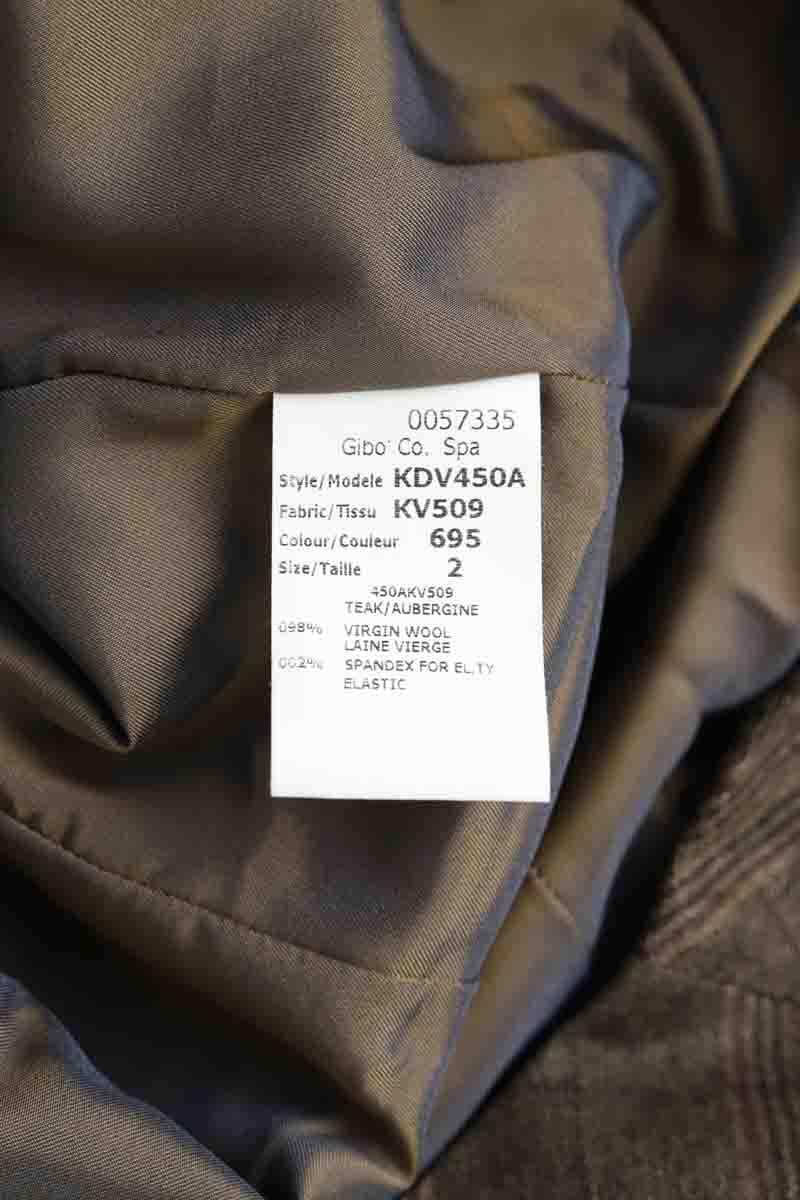 0057335
Gibo' Co. Spa
Style/Modele KDV450A
Fabric/Tissu KV509
Colour/Couleur 695
Size/Taille 2
450AKV509
TEAK/AUBERGINE
098% VIRGIN WOOL
LAINE VIERGE
002% SPANDEX FOR EL.TY
ELASTIC